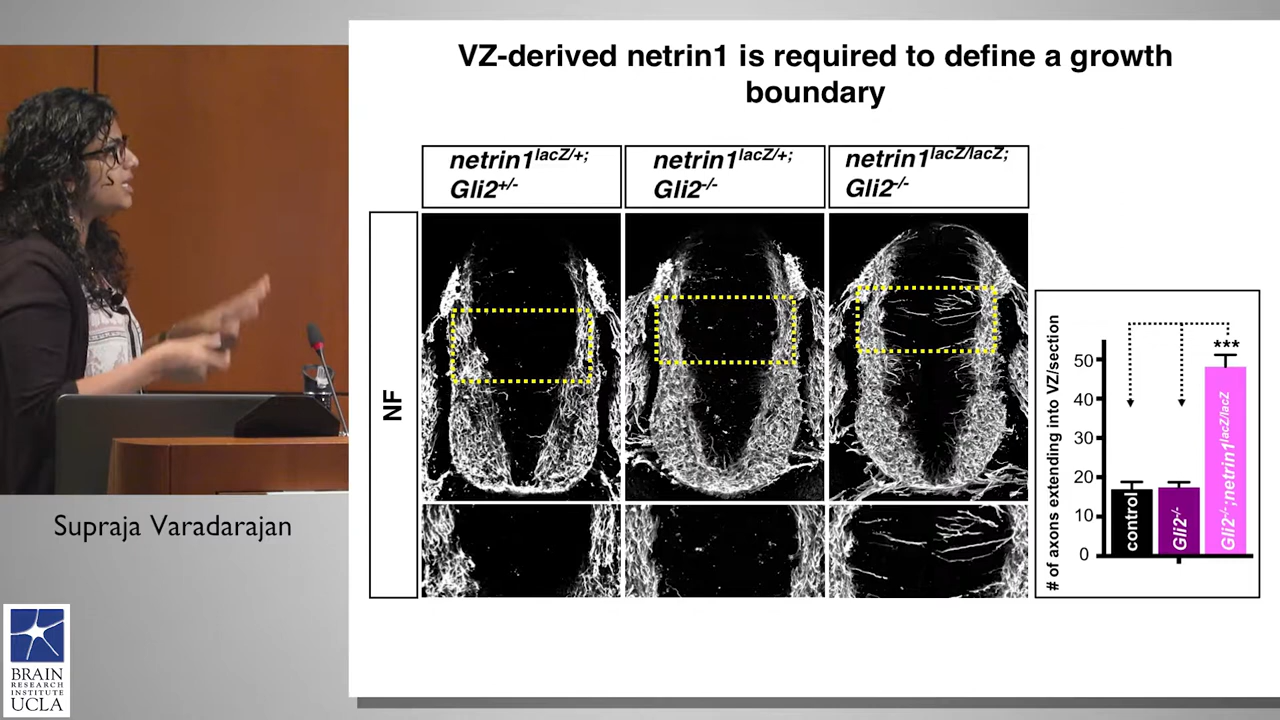 VZ-derived netrin1 is required to define a growth
boundary
netrin1lacZ/+;
Gli2+/-
netrin1lacZ/+;
Gli2-/-
netrin1lacZ/lacZ;
Gli2-/-
NF
# of axons extending into VZ/section
50
40
30
20
10
0
***
control
Gli2-/-
Gli2-/-;netrin1lacZ/lacZ
Supraja Varadarajan
BRAIN
RESEARCH
INSTITUTE
UCLA